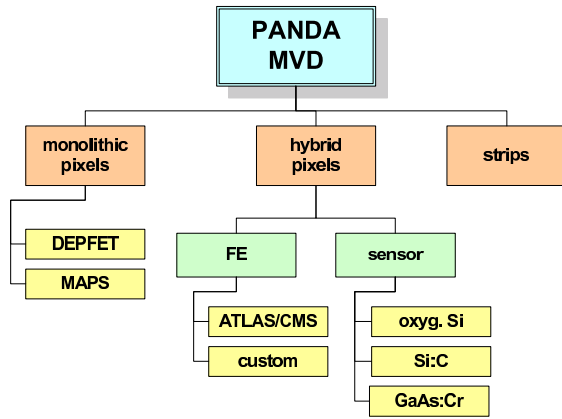 PANDA
MVD
monolithic
pixels
hybrid
pixels
strips
DEPFET
MAPS
FE
sensor
ATLAS/CMS
custom
oxyg. Si
Si:C
GaAs:Cr